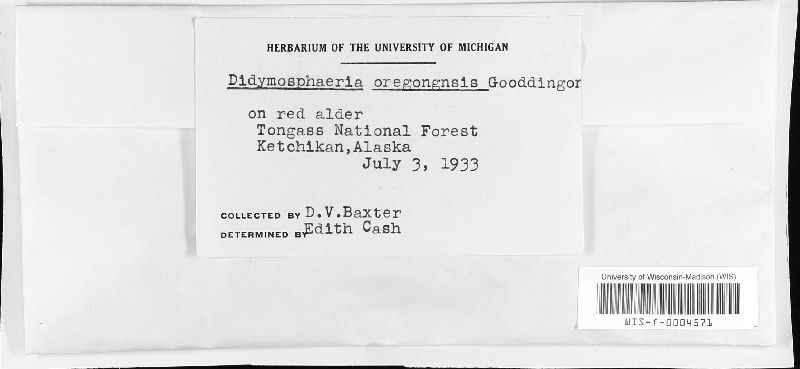 HERBARIUM OF THE UNIVERSITY OF MICHIGAN
Didymosphaeria oregongnsis Gooddingor
on red alder
Tongass National Forest
Ketchikan,Alaska
July 3, 1933
COLLECTED BY D.V.Baxter
DETERMINED BY Edith Cash
University of Wisconsin-Madison (WIS)
WIS-f-0004571